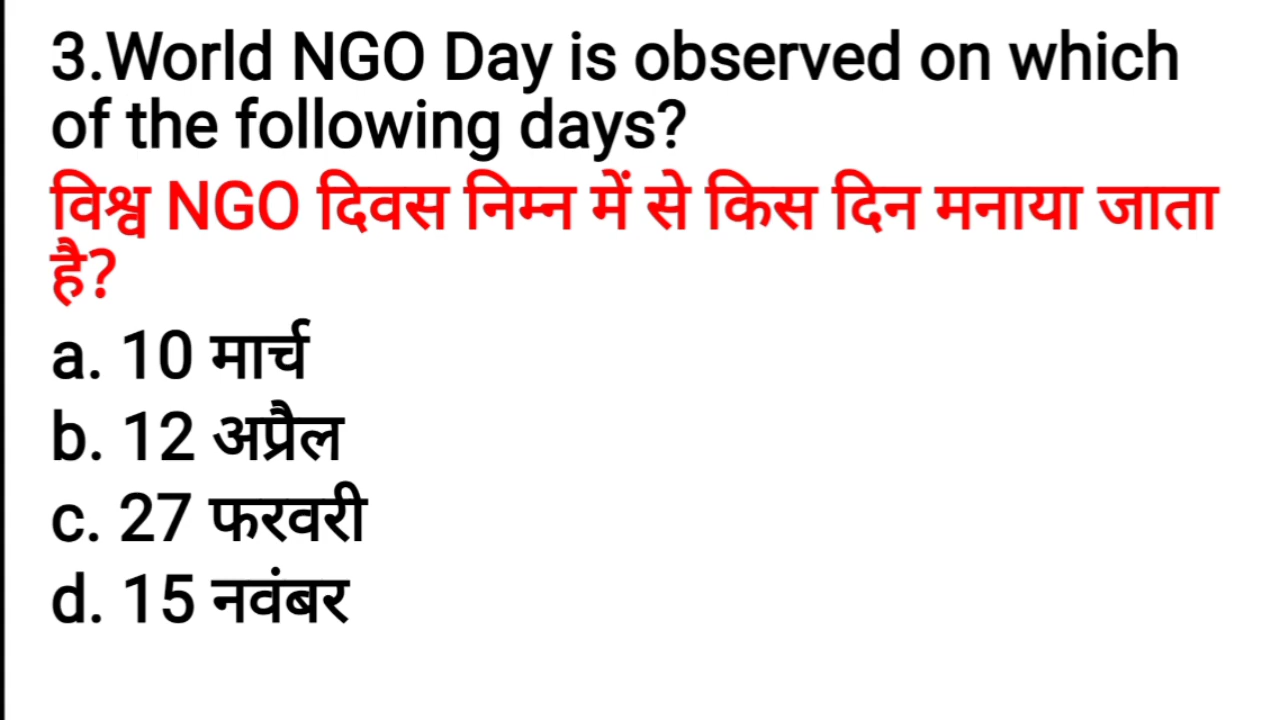 3.World NGO Day is observed on which
of the following days?
विश्व NGO दिवस निम्न में से किस दिन मनाया जाता
है?
a. 10 मार्च
b. 12 अप्रैल
c. 27 फरवरी
d. 15 नवंबर